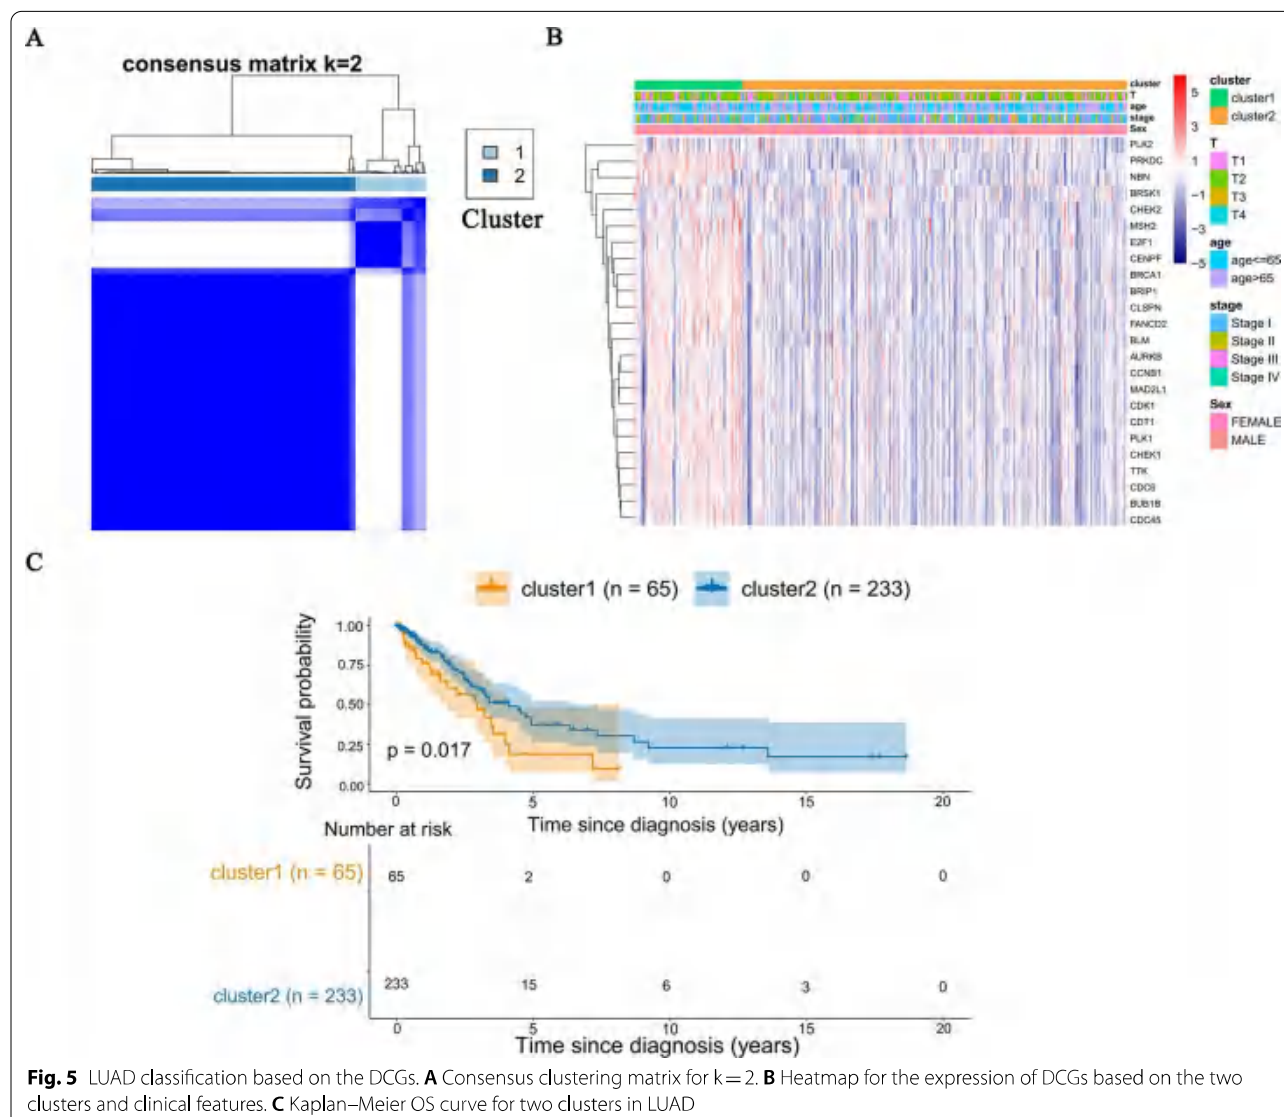 A
consensus matrix k=2
1
2
Cluster
B
cluster
T
age
stage
Sex
PLK2
PRKDC
NBN
BRSK1
CHEK2
MSH2
E2F1
CENPF
BRCA1
BRIP1
CLSPN
FANCD2
BLM
AURKB
CCNB1
MAD2L1
CDK1
CDT1
PLK1
CHEK1
TTK
CDC6
BUB1B
CDC45
5
3
1
−1
−3
−5
cluster
cluster1
cluster2
T
T1
T2
T3
T4
age
age<=65
age>65
stage
Stage I
Stage II
Stage III
Stage IV
Sex
FEMALE
MALE
C
cluster1 (n = 65) cluster2 (n = 233)
Survival probability
1.00
0.75
0.50
0.25
0.00
p = 0.017
0 5 10 15 20
Time since diagnosis (years)
Number at risk
cluster1 (n = 65) 65 2 0 0 0
cluster2 (n = 233) 233 15 6 3 0
0 5 10 15 20
Time since diagnosis (years)
Fig. 5 LUAD classification based on the DCGs. A Consensus clustering matrix for k = 2. B Heatmap for the expression of DCGs based on the two
clusters and clinical features. C Kaplan–Meier OS curve for two clusters in LUAD